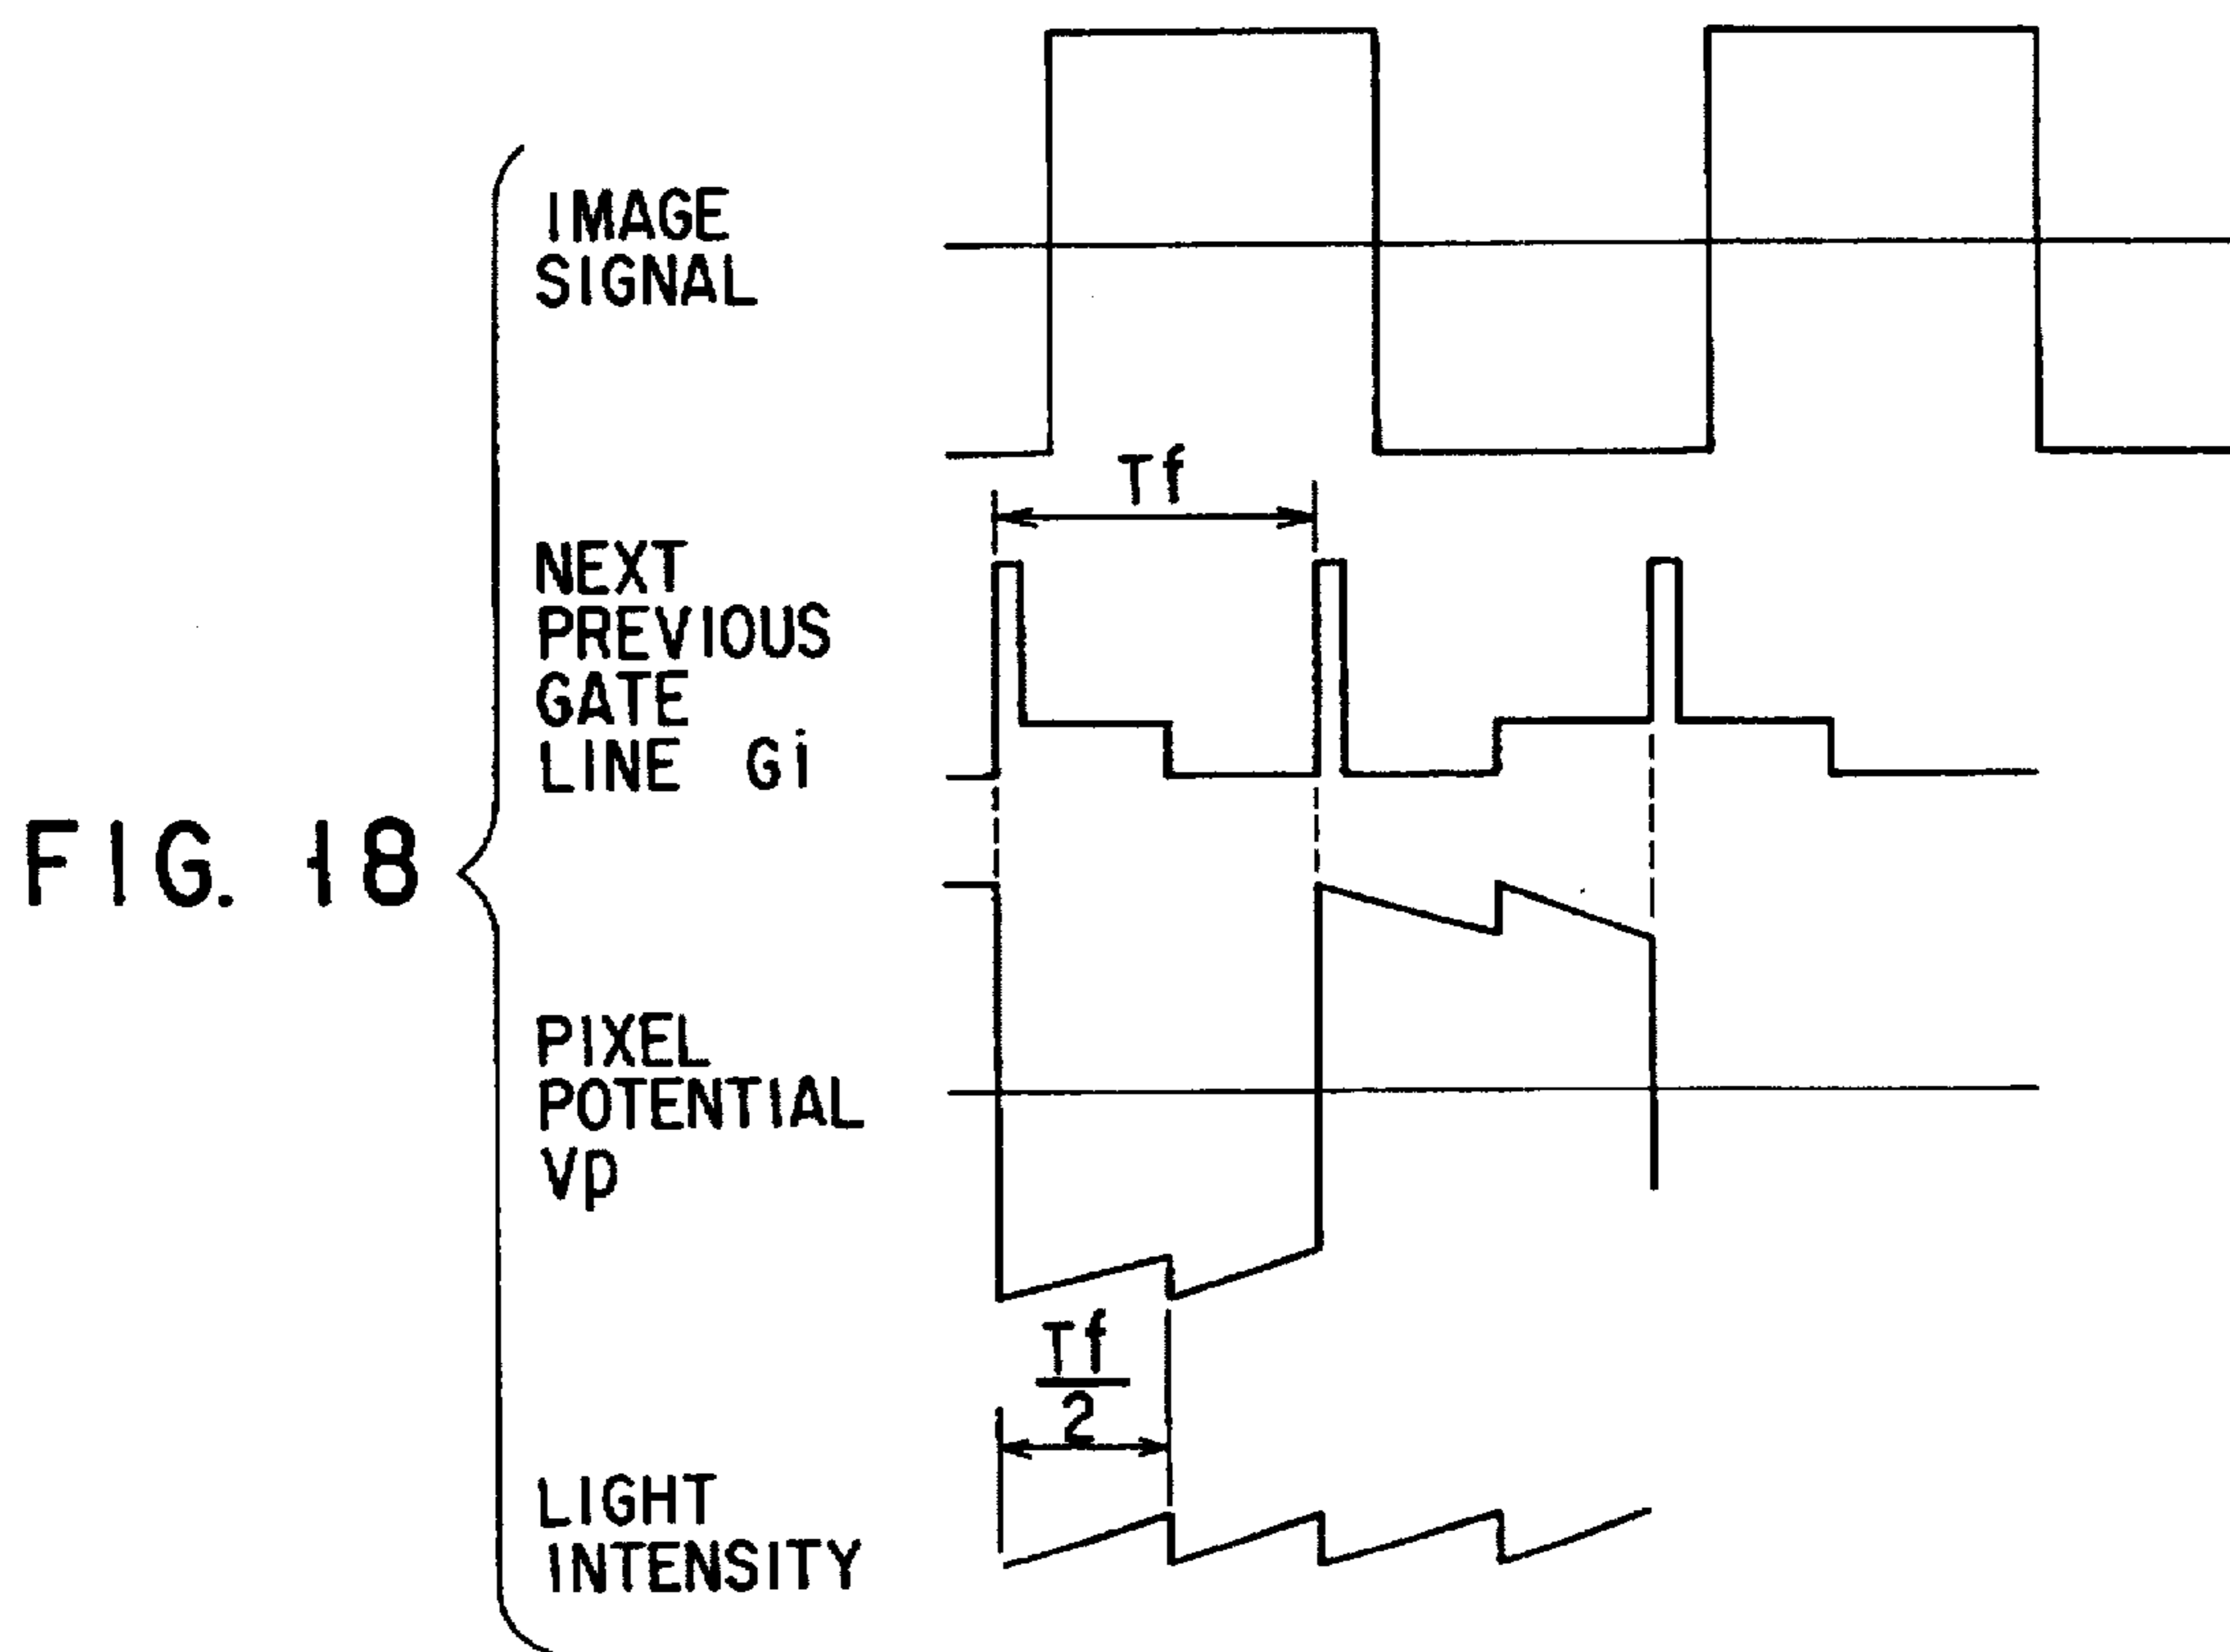 IMAGE
SIGNAL
Tf
NEXT
PREVIOUS
GATE
LINE Gi
FIG. 18
PIXEL
POTENTIAL
Vp
Tf
2
LIGHT
INTENSITY